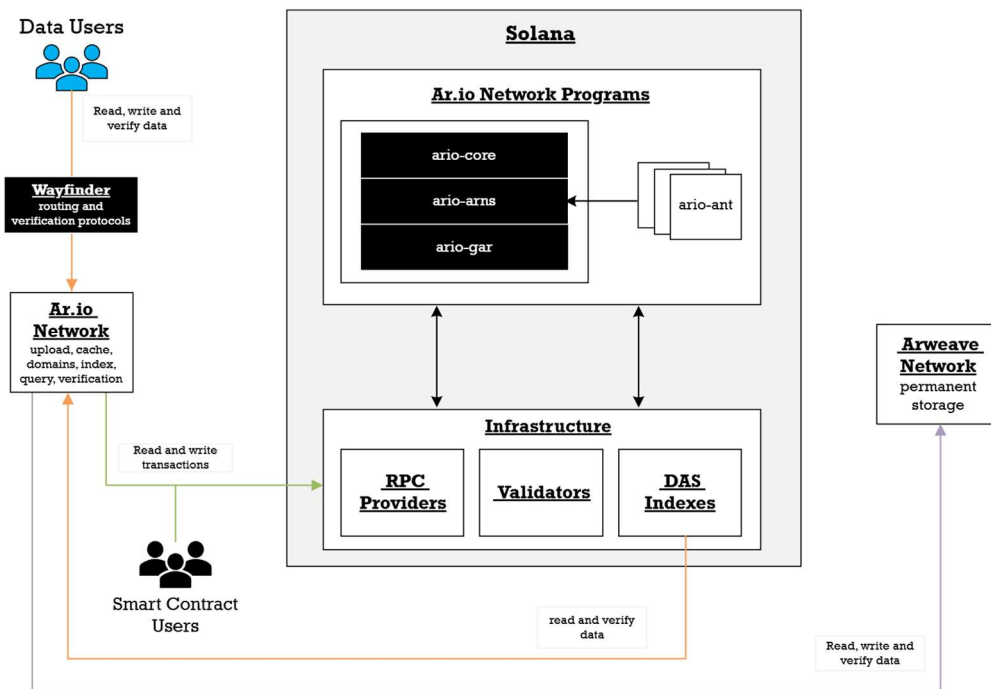 Data Users
Read, write and
verify data
Wayfinder
routing and
verification protocols
Ar.io
Network
upload, cache,
domains, index,
query, verification
Read and write
transactions
Smart Contract
Users
Solana
Ar.io Network Programs
ario-core
ario-arns
ario-gar
ario-ant
Infrastructure
RPC
Providers
Validators
DAS
Indexes
read and verify
data
Arweave
Network
permanent
storage
Read, write and
verify data